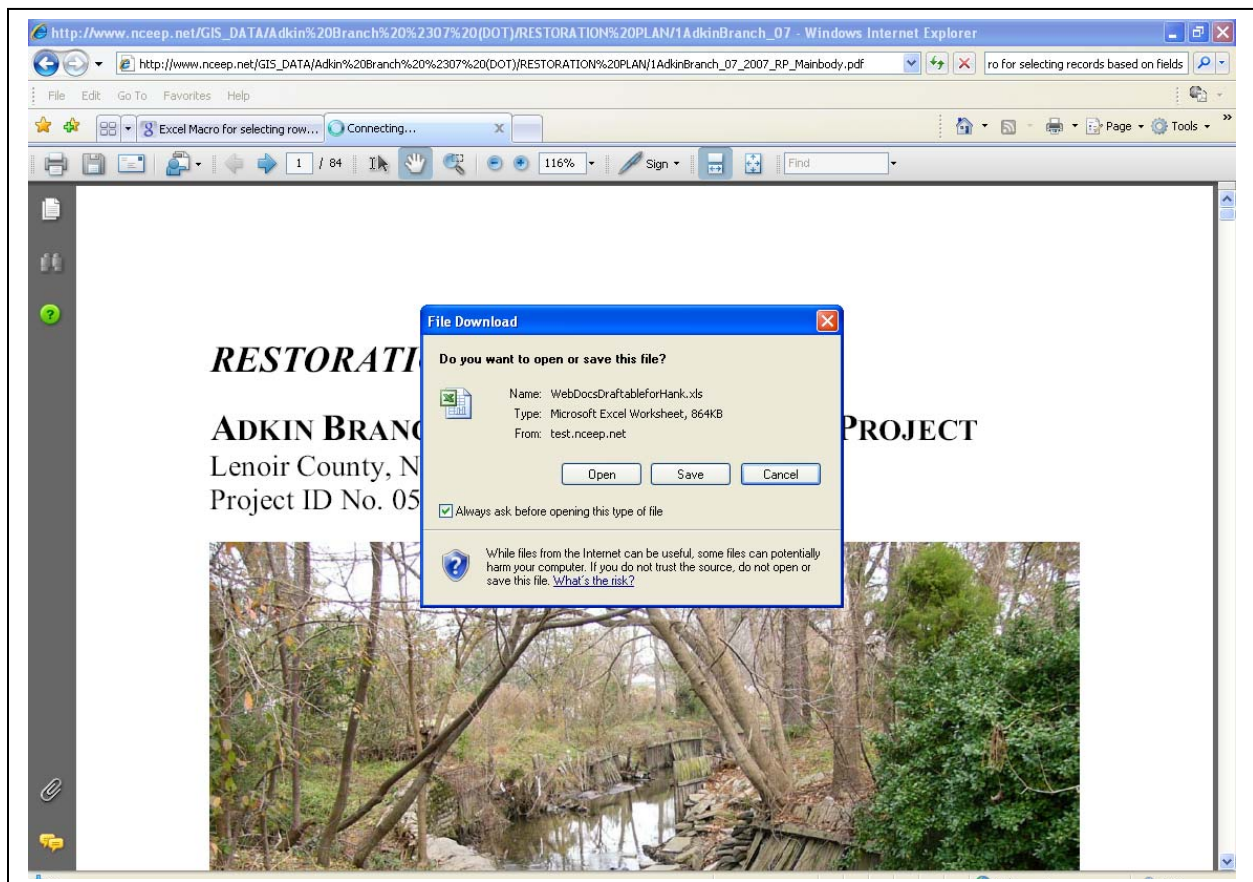 http://www.nceep.net/GIS_DATA/Adkin%20Branch%20%2307%20(DOT)/RESTORATION%20PLAN/1AdkinBranch_07 - Windows Internet Explorer
http://www.nceep.net/GIS_DATA/Adkin%20Branch%20%2307%20(DOT)/RESTORATION%20PLAN/1AdkinBranch_07_2007_RP_Mainbody.pdf ro for selecting records based on fields
File Edit Go To Favorites Help
Excel Macro for selecting row... Connecting... Page Tools
1 / 84 116% Sign Find
File Download
Do you want to open or save this file?
Name: WebDocsDraftableforHank.xls
Type: Microsoft Excel Worksheet, 864KB
From: test.nceep.net
Open Save Cancel
Always ask before opening this type of file
While files from the Internet can be useful, some files can potentially
harm your computer. If you do not trust the source, do not open or
save this file. What's the risk?
RESTORATI
ADKIN BRANC PROJECT
Lenoir County, N
Project ID No. 05